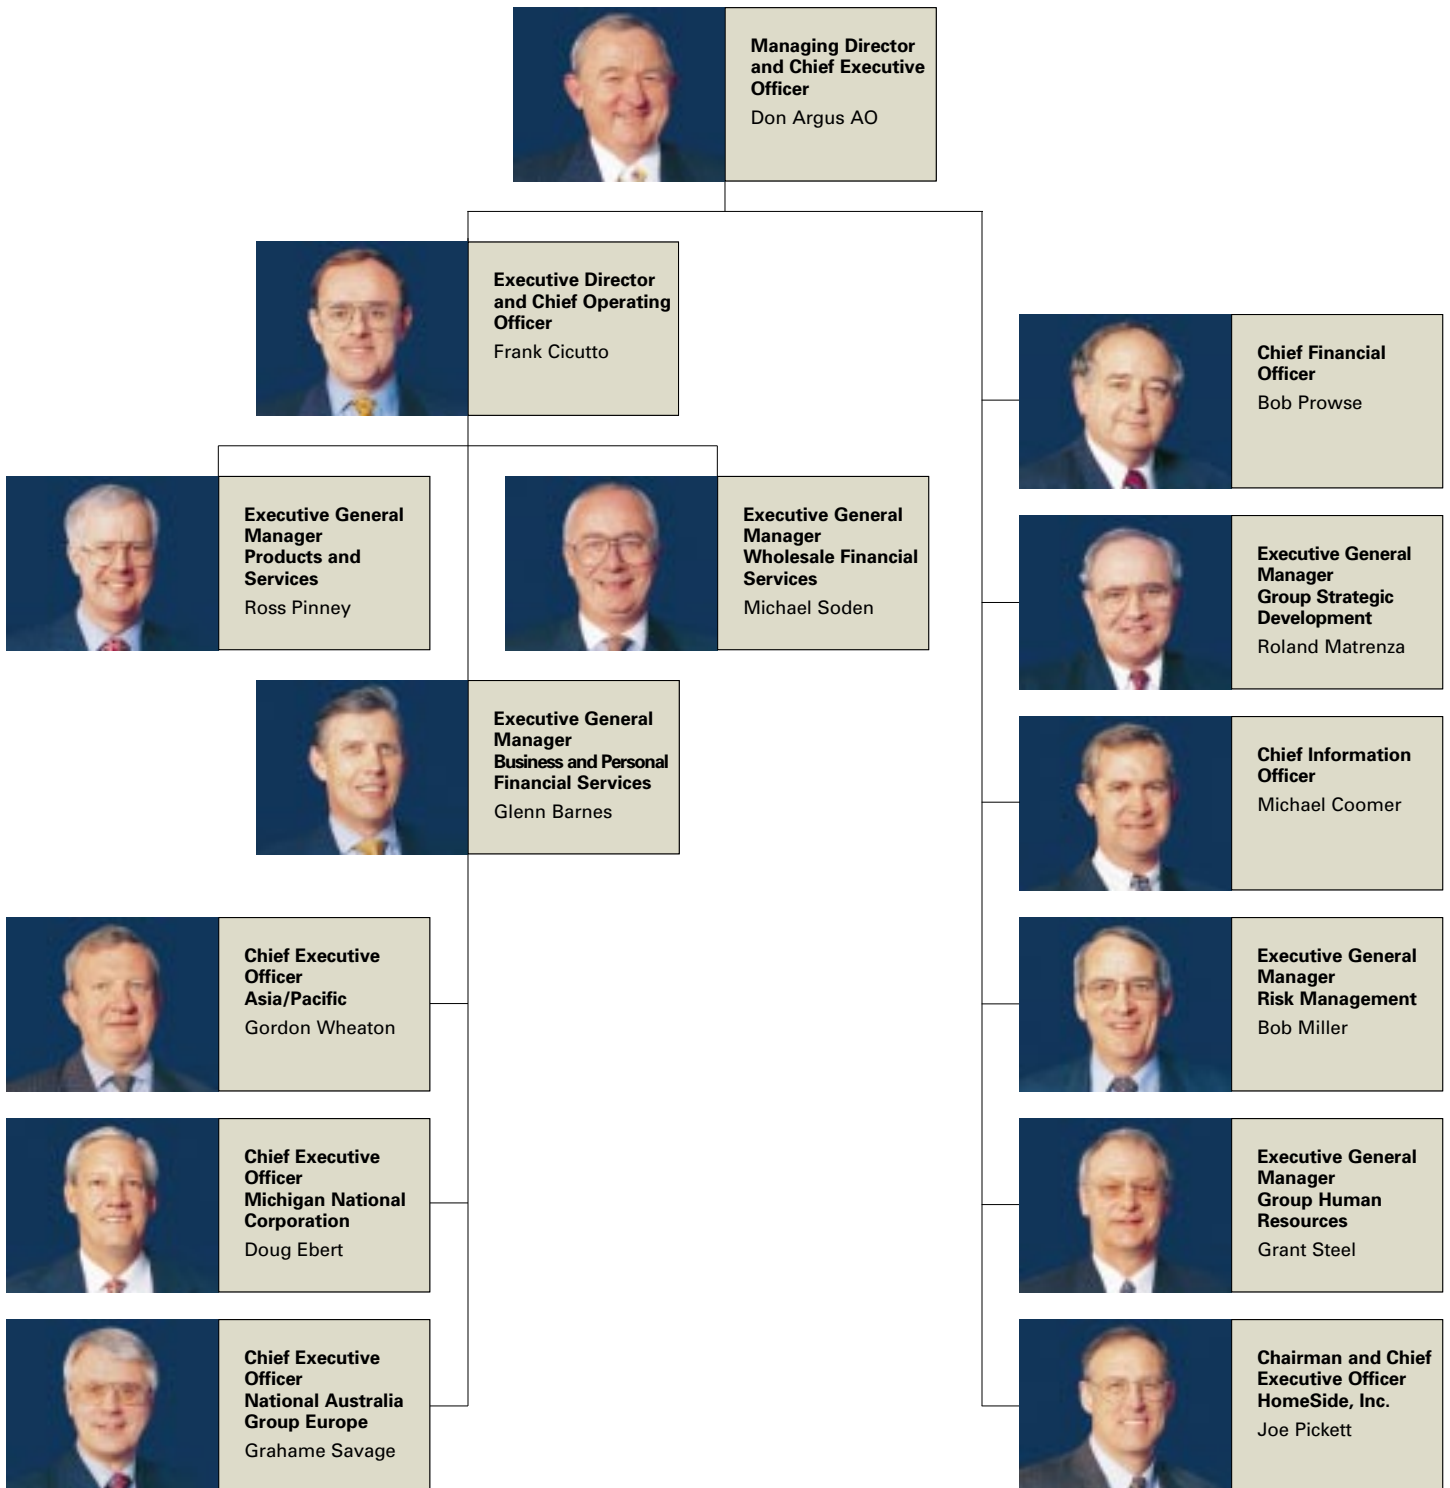 Managing Director
and Chief Executive
Officer
Don Argus AO
Executive Director
and Chief Operating
Officer
Frank Cicutto
Executive General
Manager
Products and
Services
Ross Pinney
Executive General
Manager
Wholesale Financial
Services
Michael Soden
Executive General
Manager
Business and Personal
Financial Services
Glenn Barnes
Chief Executive
Officer
Asia/Pacific
Gordon Wheaton
Chief Executive
Officer
Michigan National
Corporation
Doug Ebert
Chief Executive
Officer
National Australia
Group Europe
Grahame Savage
Chief Financial
Officer
Bob Prowse
Executive General
Manager
Group Strategic
Development
Roland Matrenza
Chief Information
Officer
Michael Coomer
Executive General
Manager
Risk Management
Bob Miller
Executive General
Manager
Group Human
Resources
Grant Steel
Chairman and Chief
Executive Officer
HomeSide, Inc.
Joe Pickett